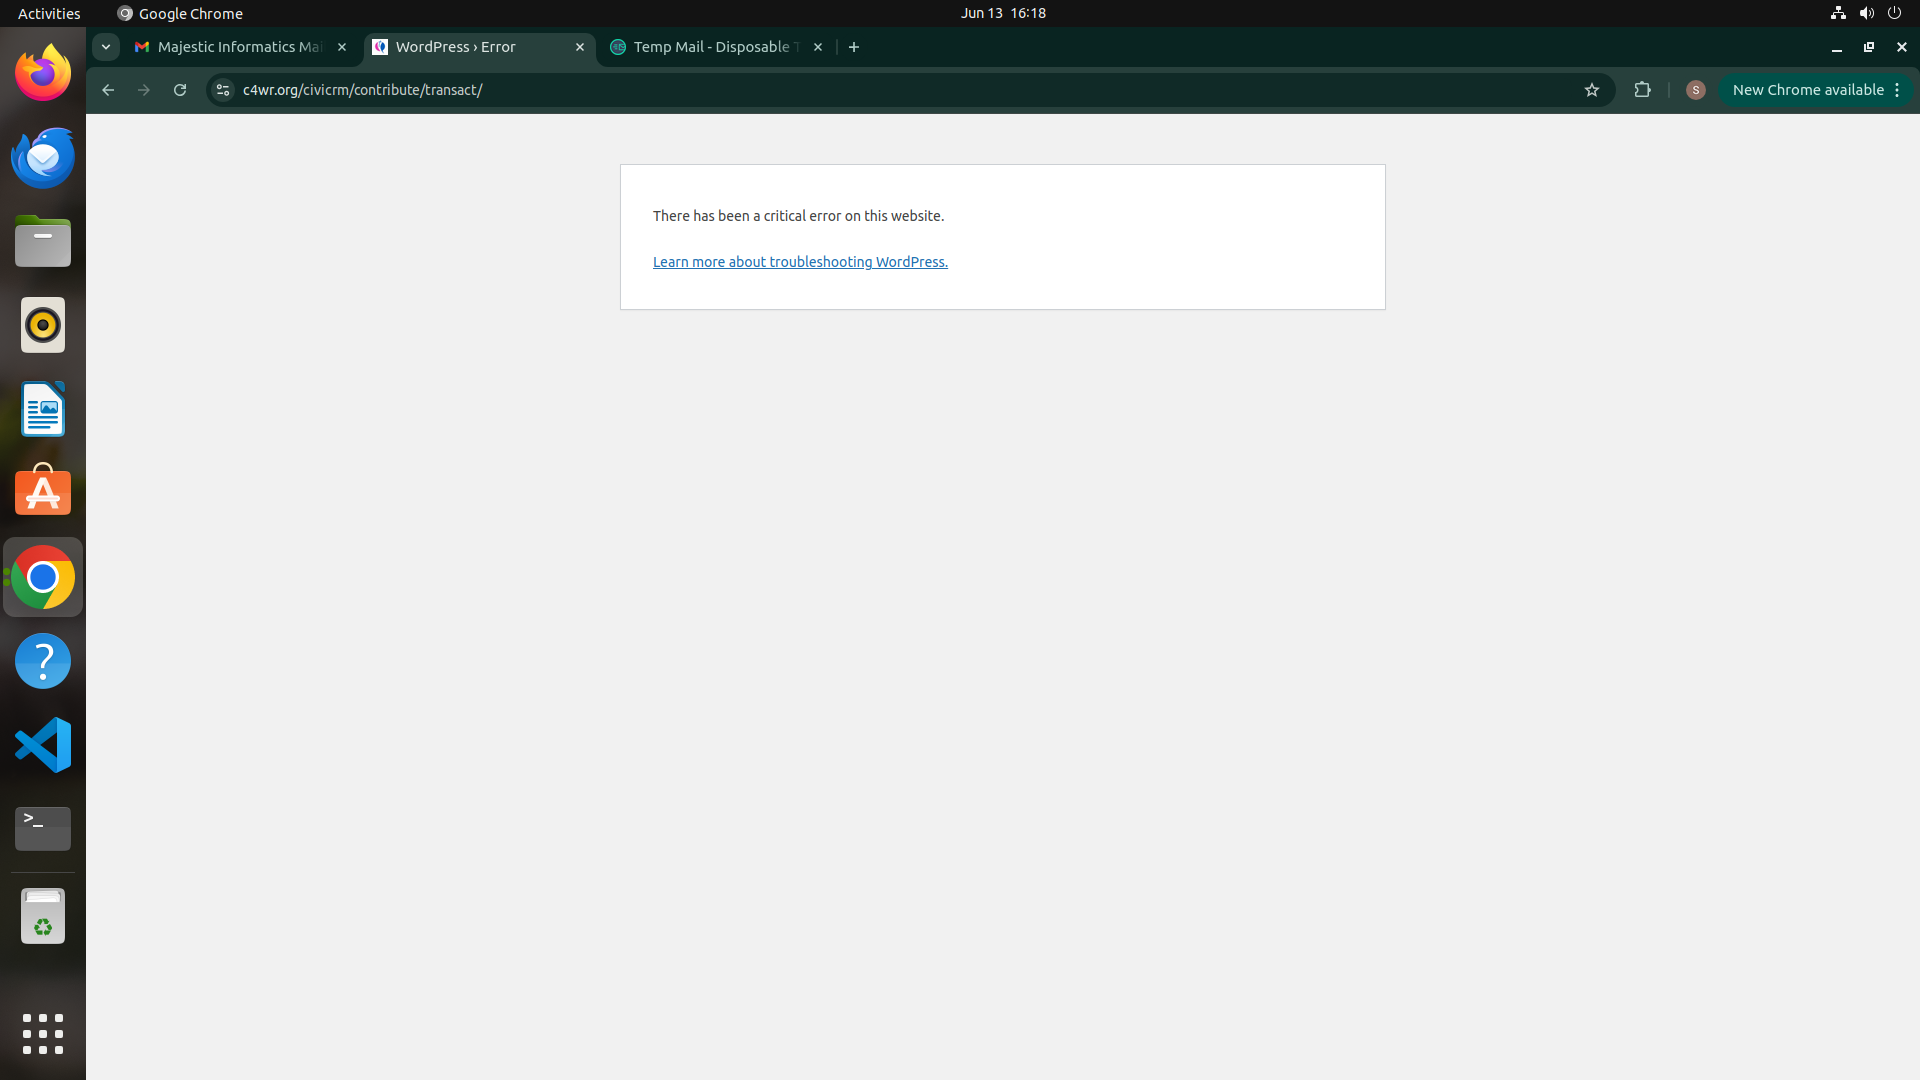 Activities
Google Chrome
Jun 13 16:18
Majestic Informatics Mai
WordPress › Error
Temp Mail - Disposable T
c4wr.org/civicrm/contribute/transact/
S
New Chrome available
There has been a critical error on this website.
Learn more about troubleshooting WordPress.